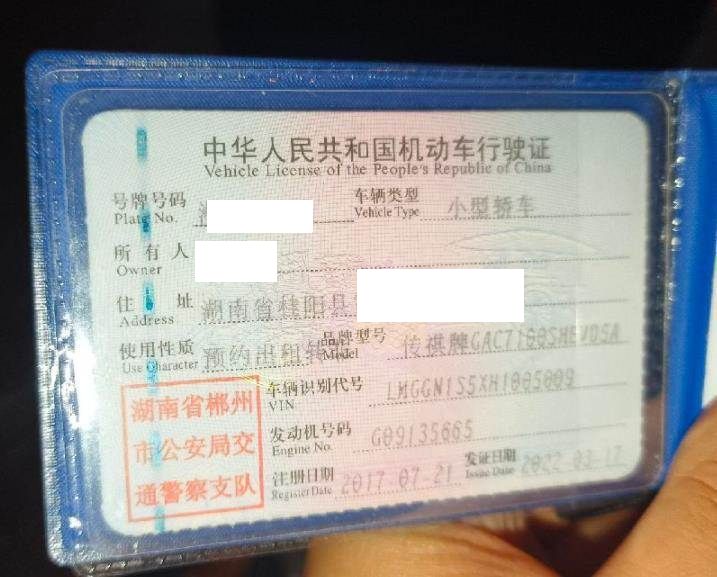 中华人民共和国机动车行驶证
Vehicle License of the People's Republic of China
号牌号码 车辆类型 小型轿车
Plate No. Vehicle Type
所有人
Owner
住址 湖南省桂阳县
Address
使用性质 预约出租转 品牌型号 传祺牌GAC7100SHEVD5A
Use Character Model
车辆识别代号 LMGGN1S5XH1005009
VIN
发动机号码 G09135665
Engine No.
注册日期 2017-07-21 发证日期 2022-03-17
Register Date Issue Date
湖南省郴州
市公安局交
通警察支队